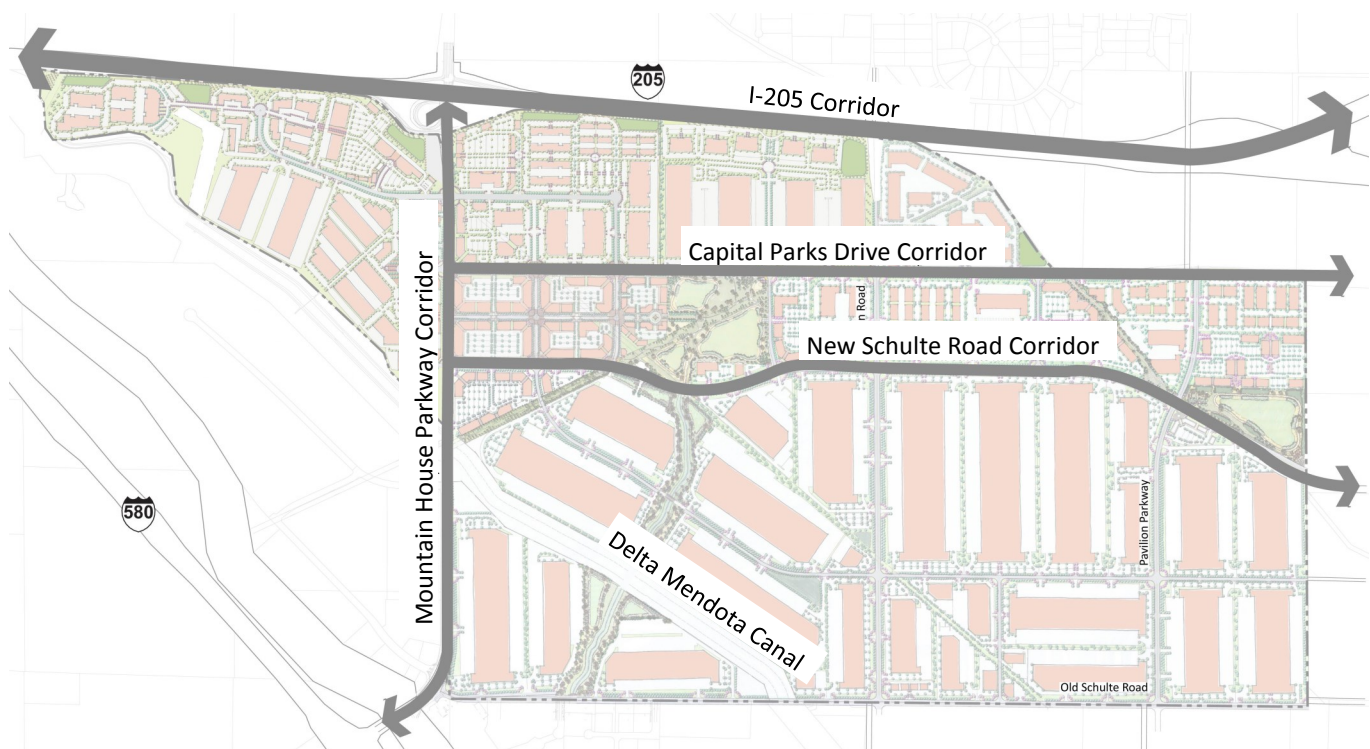 205
I-205 Corridor
Capital Parks Drive Corridor
Road
New Schulte Road Corridor
Mountain House Parkway Corridor
580
Pavilion Parkway
Delta Mendota Canal
Old Schulte Road